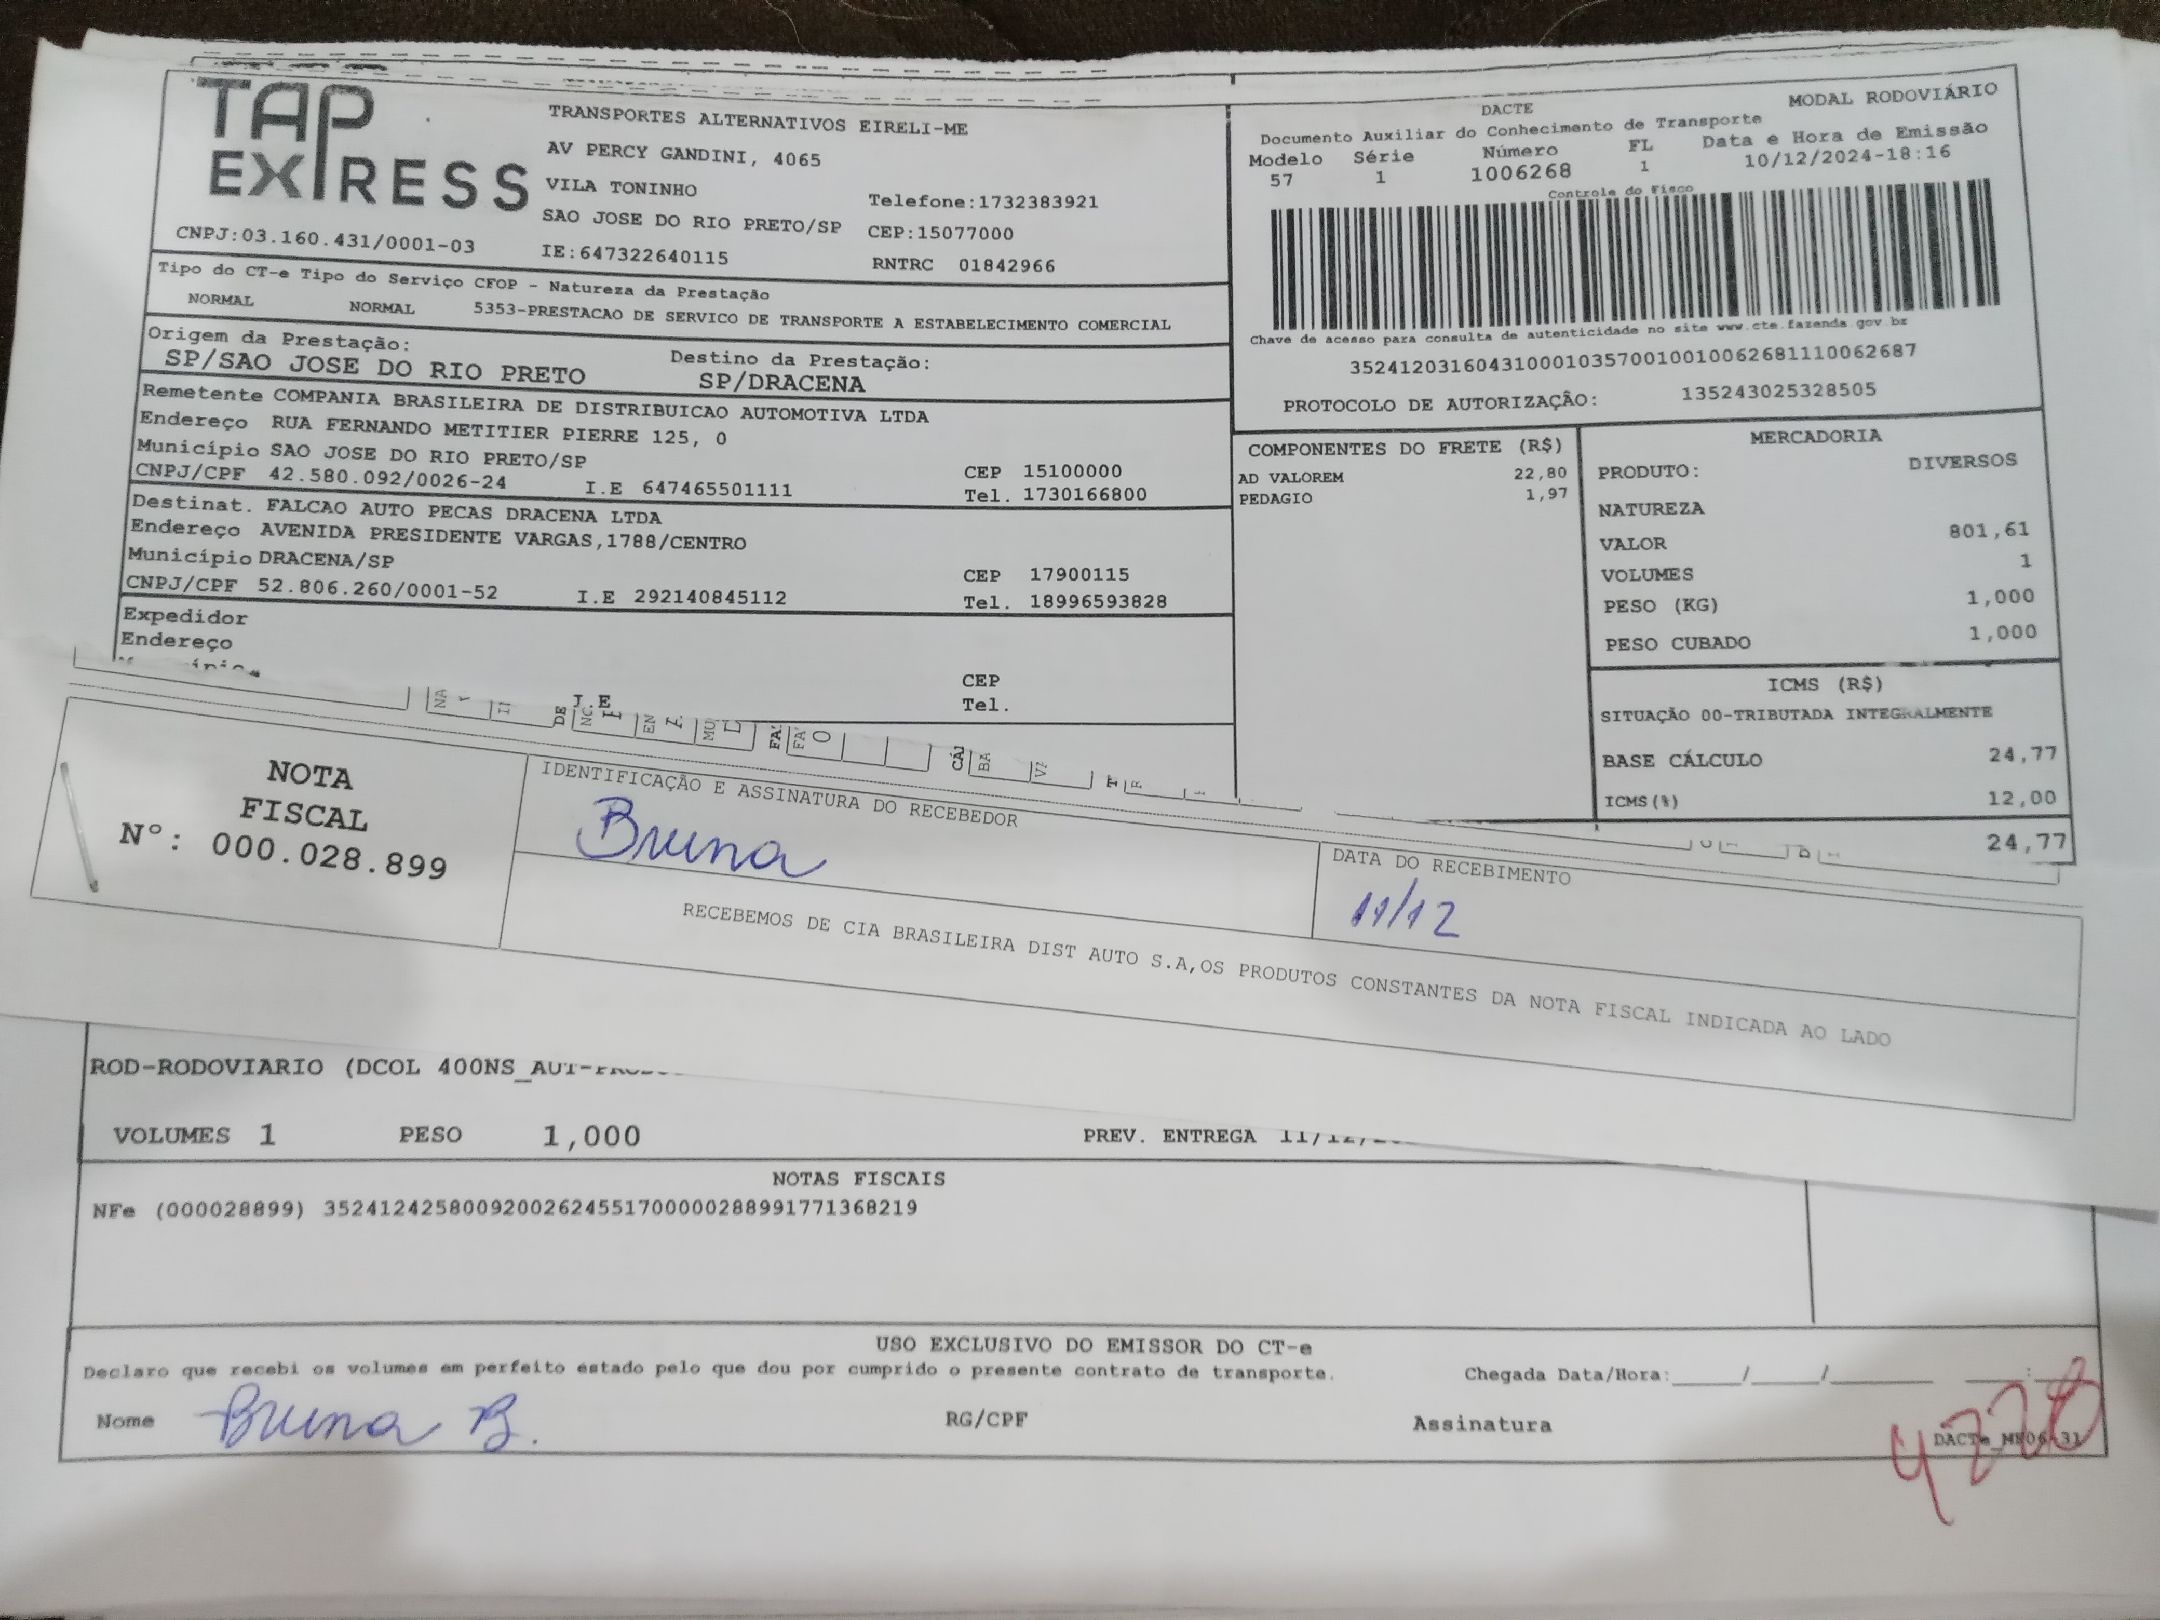 TAP EXPRESS
TRANSPORTES ALTERNATIVOS EIRELI-ME
AV PERCY GANDINI, 4065
VILA TONINHO
Telefone:1732383921
SAO JOSE DO RIO PRETO/SP CEP:15077000
CNPJ:03.160.431/0001-03 IE:647322640115 RNTRC 01842966
DACTE MODAL RODOVIÁRIO
Documento Auxiliar do Conhecimento de Transporte
Modelo Série Número FL Data e Hora de Emissão
57 1 1006268 1 10/12/2024-18:16
Controle do Fisco
Chave de acesso para consulta de autenticidade no site www.cte.fazenda.gov.br
35241203160431000103570010010062681110062687
PROTOCOLO DE AUTORIZAÇÃO: 135243025328505
Tipo do CT-e Tipo do Serviço CFOP - Natureza da Prestação
NORMAL NORMAL 5353-PRESTACAO DE SERVICO DE TRANSPORTE A ESTABELECIMENTO COMERCIAL
Origem da Prestação: Destino da Prestação:
SP/SAO JOSE DO RIO PRETO SP/DRACENA
Remetente COMPANIA BRASILEIRA DE DISTRIBUICAO AUTOMOTIVA LTDA
Endereço RUA FERNANDO METITIER PIERRE 125, 0
Município SAO JOSE DO RIO PRETO/SP CEP 15100000
CNPJ/CPF 42.580.092/0026-24 I.E 647465501111 Tel. 1730166800
Destinat. FALCAO AUTO PECAS DRACENA LTDA
Endereço AVENIDA PRESIDENTE VARGAS,1788/CENTRO
Município DRACENA/SP CEP 17900115
CNPJ/CPF 52.806.260/0001-52 I.E 292140845112 Tel. 18996593828
Expedidor
Endereço
CEP
I.E Tel.
COMPONENTES DO FRETE (R$)
AD VALOREM 22,80
PEDAGIO 1,97
MERCADORIA
PRODUTO: DIVERSOS
NATUREZA
VALOR 801,61
VOLUMES 1
PESO (KG) 1,000
PESO CUBADO 1,000
ICMS (R$)
SITUAÇÃO 00-TRIBUTADA INTEGRALMENTE
BASE CÁLCULO 24,77
ICMS(%) 12,00
24,77
NOTA
FISCAL
Nº: 000.028.899
IDENTIFICAÇÃO E ASSINATURA DO RECEBEDOR
Bruna
DATA DO RECEBIMENTO
11/12
RECEBEMOS DE CIA BRASILEIRA DIST AUTO S.A,OS PRODUTOS CONSTANTES DA NOTA FISCAL INDICADA AO LADO
ROD-RODOVIARIO (DCOL 400NS_AUT-
VOLUMES 1 PESO 1,000 PREV. ENTREGA 11/12/
NOTAS FISCAIS
NFe (000028899) 35241242580092002624551700000288991771368219
USO EXCLUSIVO DO EMISSOR DO CT-e
Declaro que recebi os volumes em perfeito estado pelo que dou por cumprido o presente contrato de transporte. Chegada Data/Hora:
Nome Bruna B. RG/CPF Assinatura